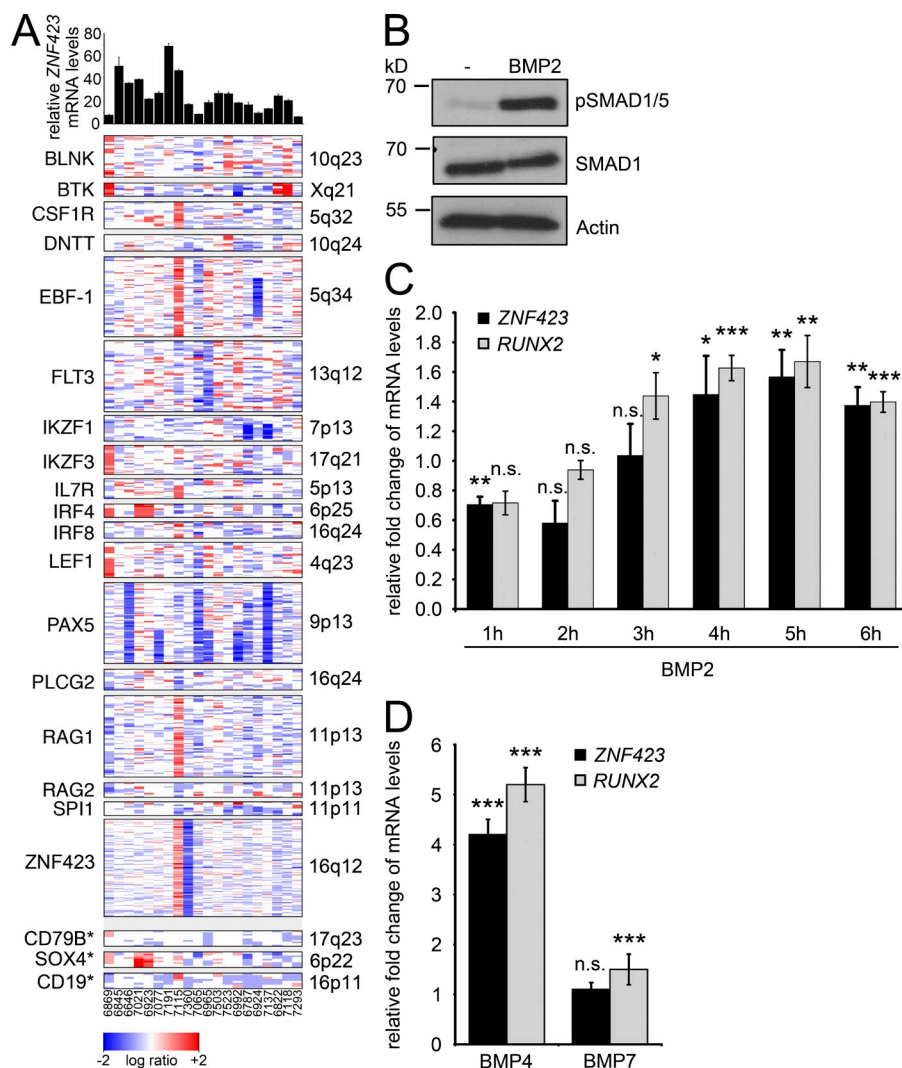 A
relative ZNF423
mRNA levels
80
60
40
20
0
BLNK 10q23
BTK Xq21
CSF1R 5q32
DNTT 10q24
EBF-1 5q34
FLT3 13q12
IKZF1 7p13
IKZF3 17q21
IL7R 5p13
IRF4 6p25
IRF8 16q24
LEF1 4q23
PAX5 9p13
PLCG2 16q24
RAG1 11p13
RAG2 11p13
SPI1 11p11
ZNF423 16q12
CD79B* 17q23
SOX4* 6p22
CD19* 16p11
6869 6845 6646 7021 6923 7077 7191 7115 7360 7065 6965 7503 7523 6992 6787 6924 7137 6822 7118 7293
-2 log ratio +2
B
kD - BMP2
70 pSMAD1/5
70 SMAD1
55 Actin
C
relative fold change of mRNA levels
2.0
1.8
1.6
1.4
1.2
1.0
0.8
0.6
0.4
0.2
0.0
ZNF423
RUNX2
** n.s. n.s. n.s. n.s. * * *** ** ** ** ***
1h 2h 3h 4h 5h 6h
BMP2
D
relative fold change of mRNA levels
6
5
4
3
2
1
0
ZNF423
RUNX2
*** *** n.s. ***
BMP4 BMP7